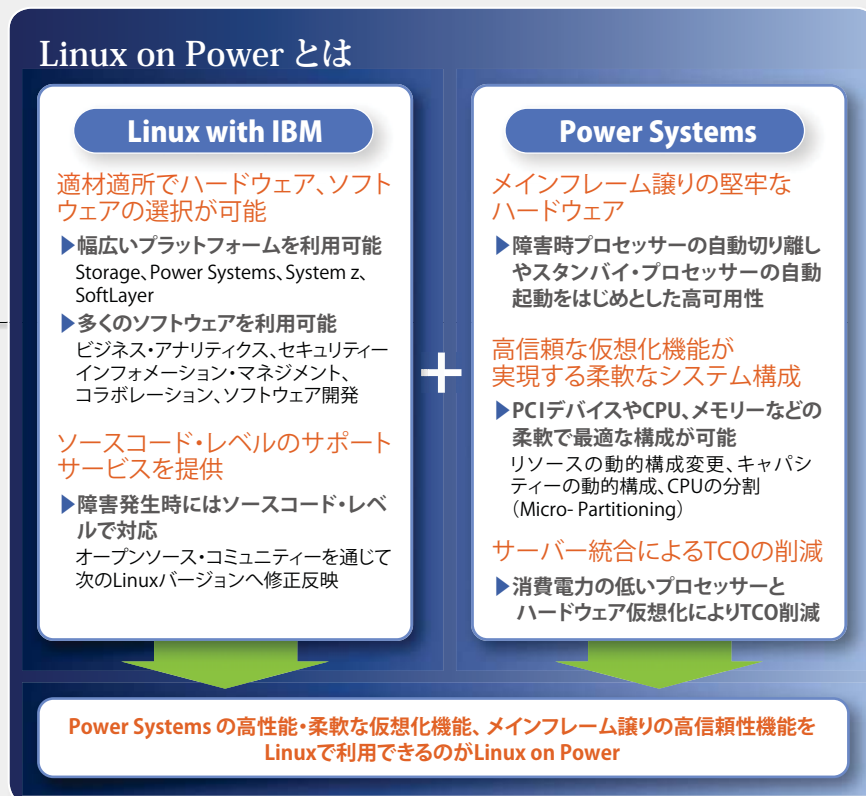 Linux on Power とは
Linux with IBM
適材適所でハードウェア、ソフト
ウェアの選択が可能
▶幅広いプラットフォームを利用可能
Storage、Power Systems、System z、
SoftLayer
▶多くのソフトウェアを利用可能
ビジネス・アナリティクス、セキュリティー
インフォメーション・マネジメント、
コラボレーション、ソフトウェア開発
ソースコード・レベルのサポート
サービスを提供
▶障害発生時にはソースコード・レベ
ルで対応
オープンソース・コミュニティーを通じて
次のLinuxバージョンへ修正反映
+
Power Systems
メインフレーム譲りの堅牢な
ハードウェア
▶障害時プロセッサーの自動切り離し
やスタンバイ・プロセッサーの自動
起動をはじめとした高可用性
高信頼な仮想化機能が
実現する柔軟なシステム構成
▶PCIデバイスやCPU、メモリーなどの
柔軟で最適な構成が可能
リソースの動的構成変更、キャパシ
ティーの動的構成、CPUの分割
（Micro- Partitioning）
サーバー統合によるTCOの削減
▶消費電力の低いプロセッサーと
ハードウェア仮想化によりTCO削減
Power Systems の高性能・柔軟な仮想化機能、メインフレーム譲りの高信頼性機能を
Linuxで利用できるのがLinux on Power